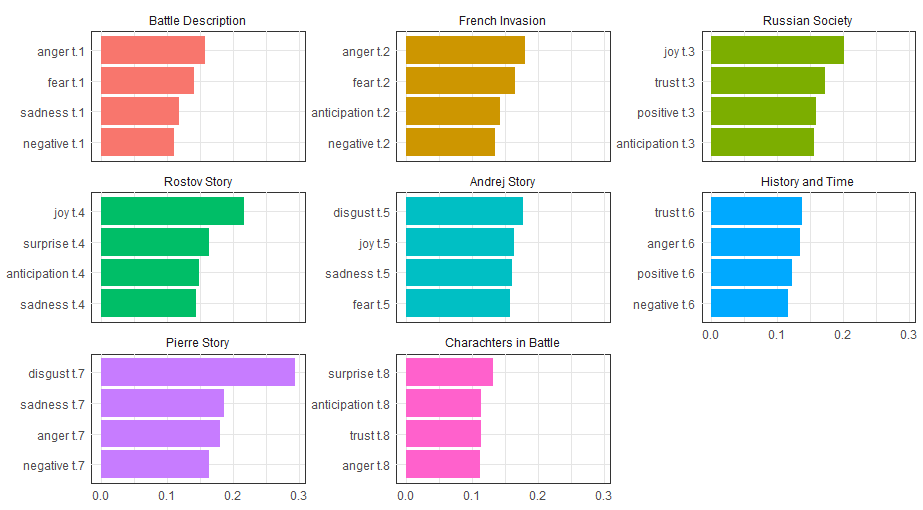 Battle Description
anger t.1
fear t.1
sadness t.1
negative t.1
French Invasion
anger t.2
fear t.2
anticipation t.2
negative t.2
Russian Society
joy t.3
trust t.3
positive t.3
anticipation t.3
Rostov Story
joy t.4
surprise t.4
anticipation t.4
sadness t.4
Andrej Story
disgust t.5
joy t.5
sadness t.5
fear t.5
History and Time
trust t.6
anger t.6
positive t.6
negative t.6
0.0 0.1 0.2 0.3
Pierre Story
disgust t.7
sadness t.7
anger t.7
negative t.7
0.0 0.1 0.2 0.3
Charachters in Battle
surprise t.8
anticipation t.8
trust t.8
anger t.8
0.0 0.1 0.2 0.3